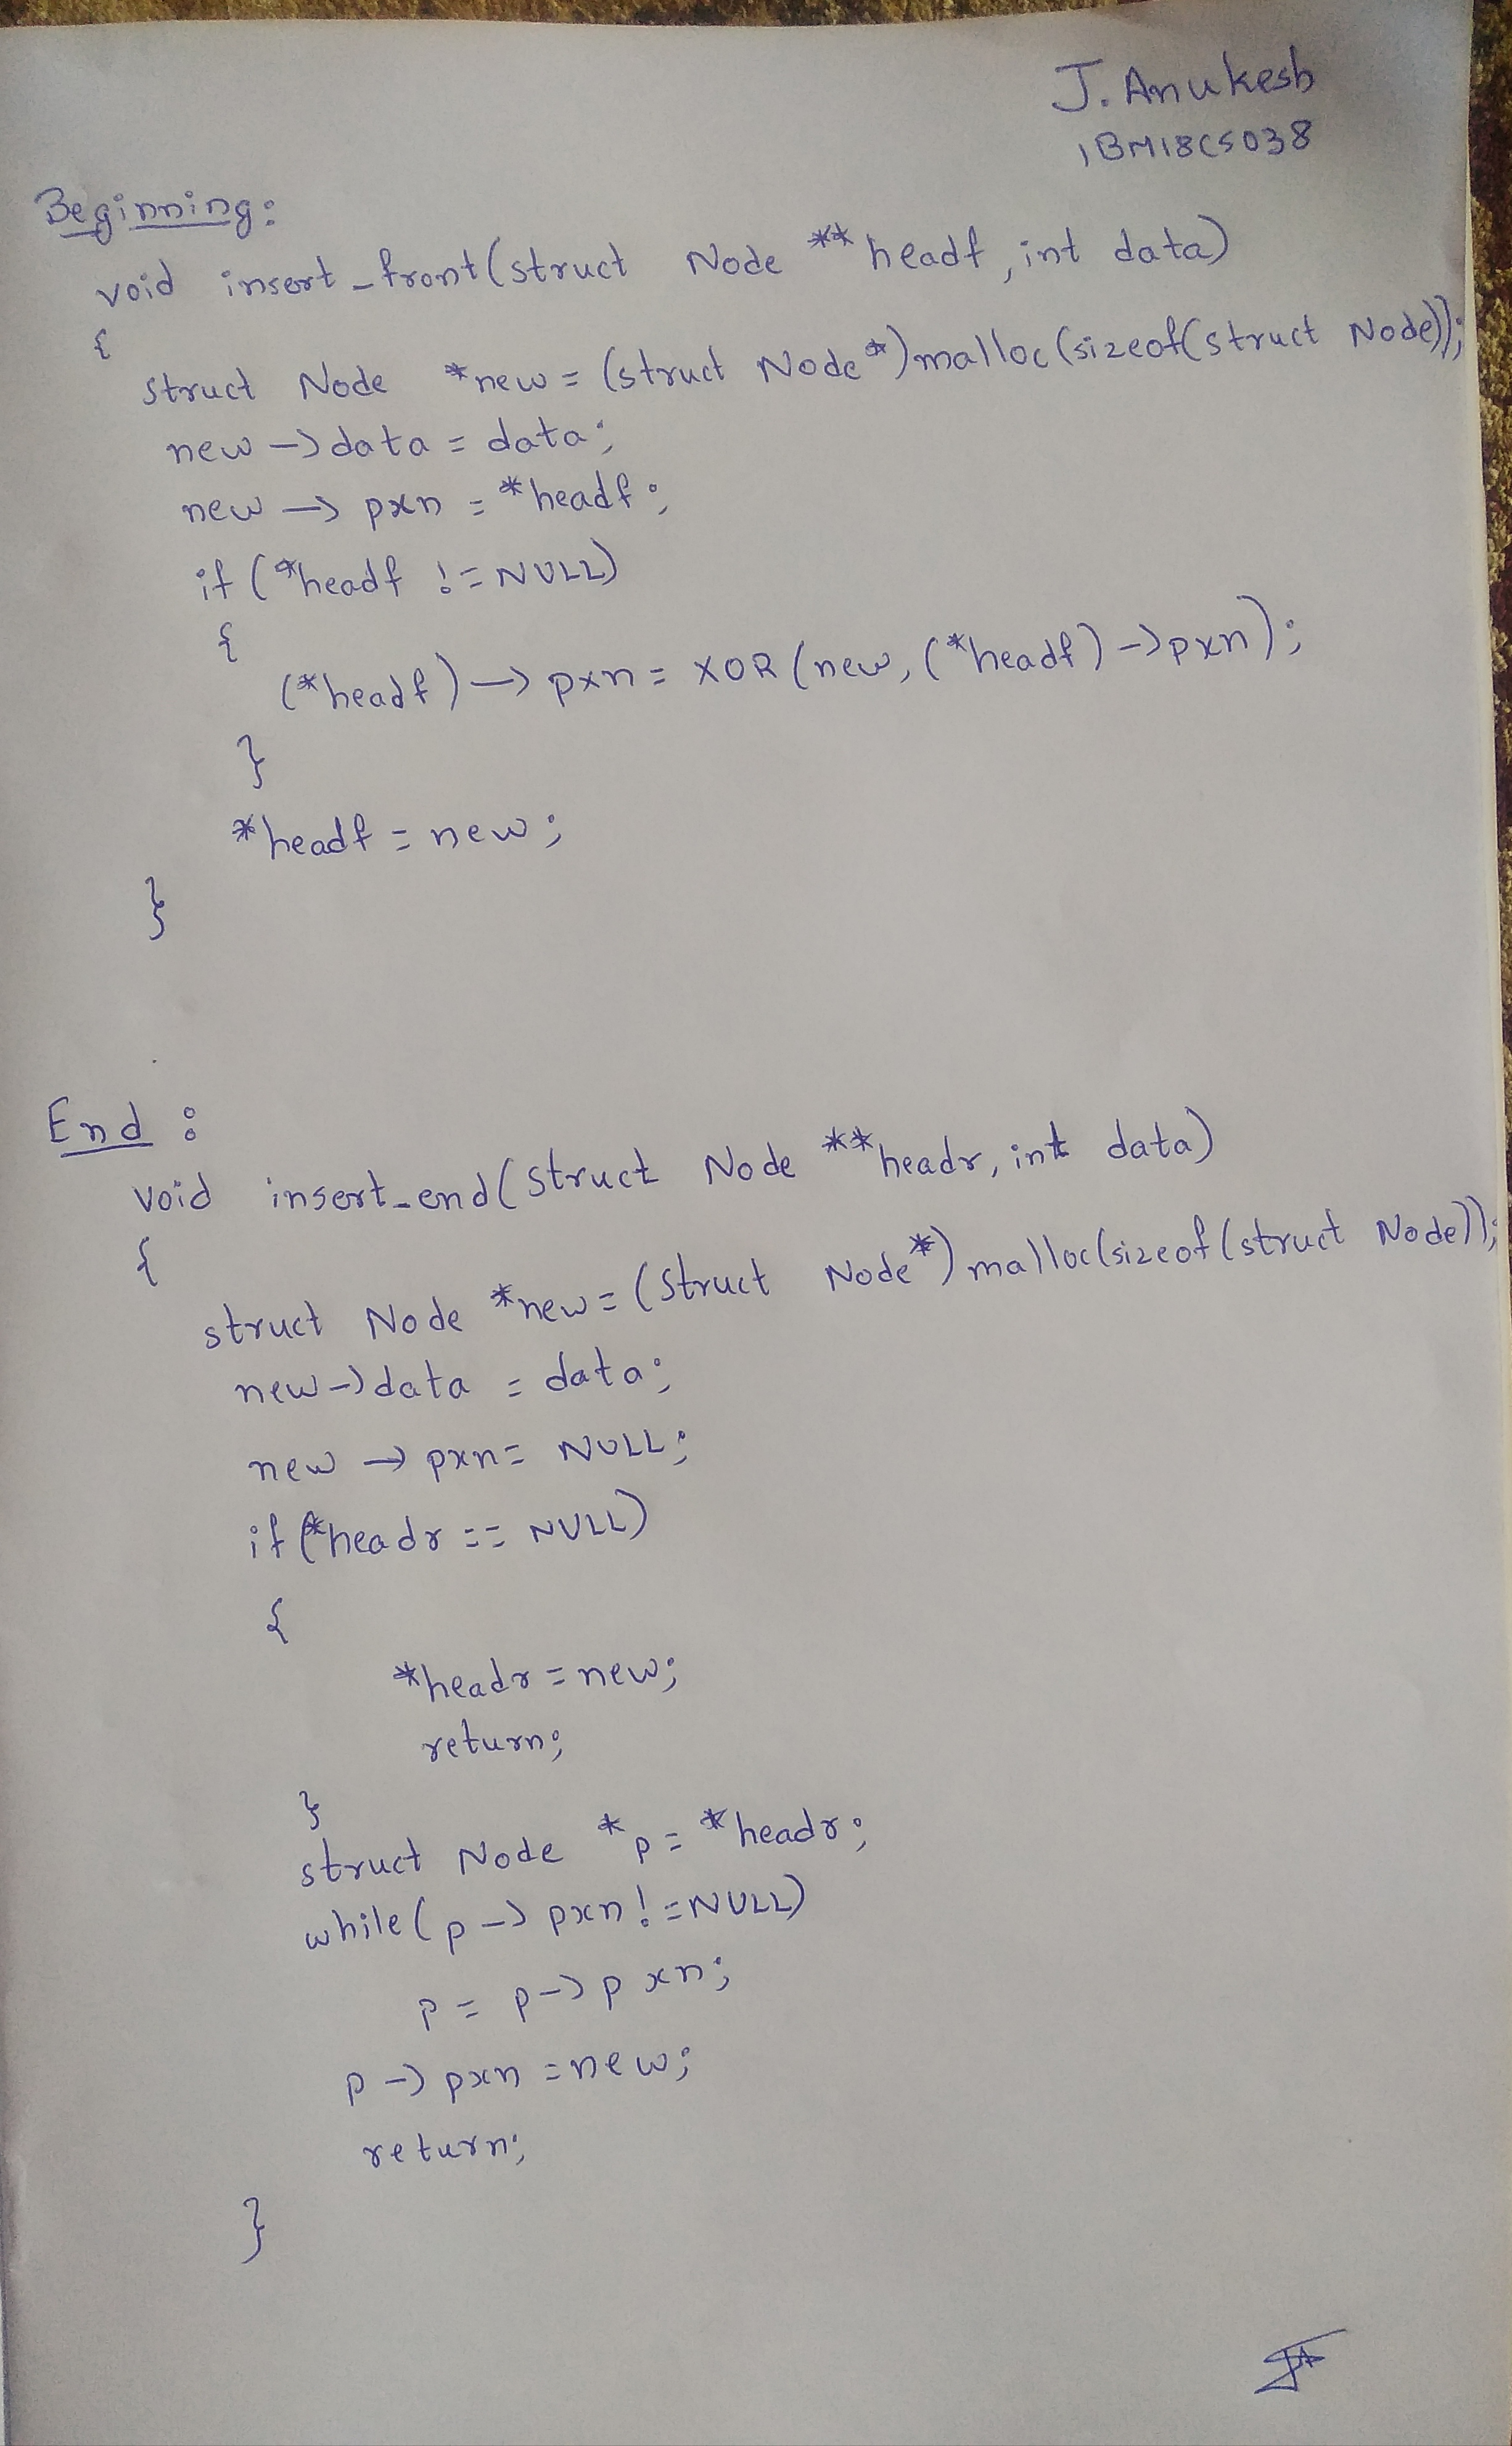 J. Anukesh
1BM18CS038
Beginning:
void insert_front(struct Node **headf, int data)
{
struct Node *new = (struct Node*)malloc(sizeof(struct Node));
new -> data = data;
new -> pxn = *headf;
if (*headf != NULL)
{
(*headf) -> pxn = XOR(new, (*headf) -> pxn);
}
*headf = new;
}
End:
void insert_end(struct Node **headr, int data)
{
struct Node *new = (struct Node*)malloc(sizeof(struct Node));
new -> data = data;
new -> pxn = NULL;
if (*headr == NULL)
{
*headr = new;
return;
}
struct Node *p = *headr;
while(p -> pxn != NULL)
p = p -> pxn;
p -> pxn = new;
return;
}